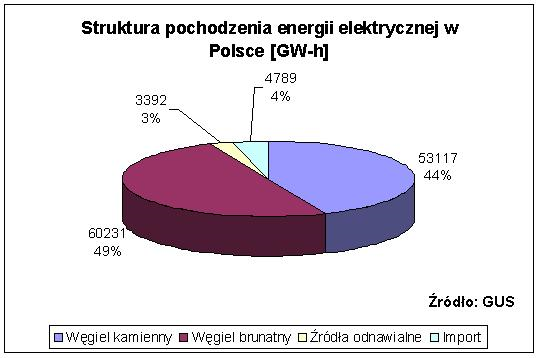 Struktura pochodzenia energii elektrycznej w
Polsce [GW-h]
4789
4%
3392
3%
53117
44%
60231
49%
Źródło: GUS
Węgiel kamienny Węgiel brunatny Źródła odnawialne Import